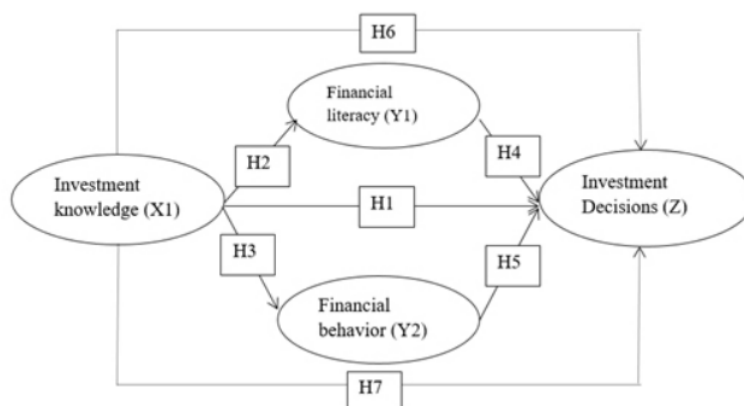 H6
Financial
literacy (Y1)
H2
H4
Investment
knowledge (X1)
H1
Investment
Decisions (Z)
H3
H5
Financial
behavior (Y2)
H7